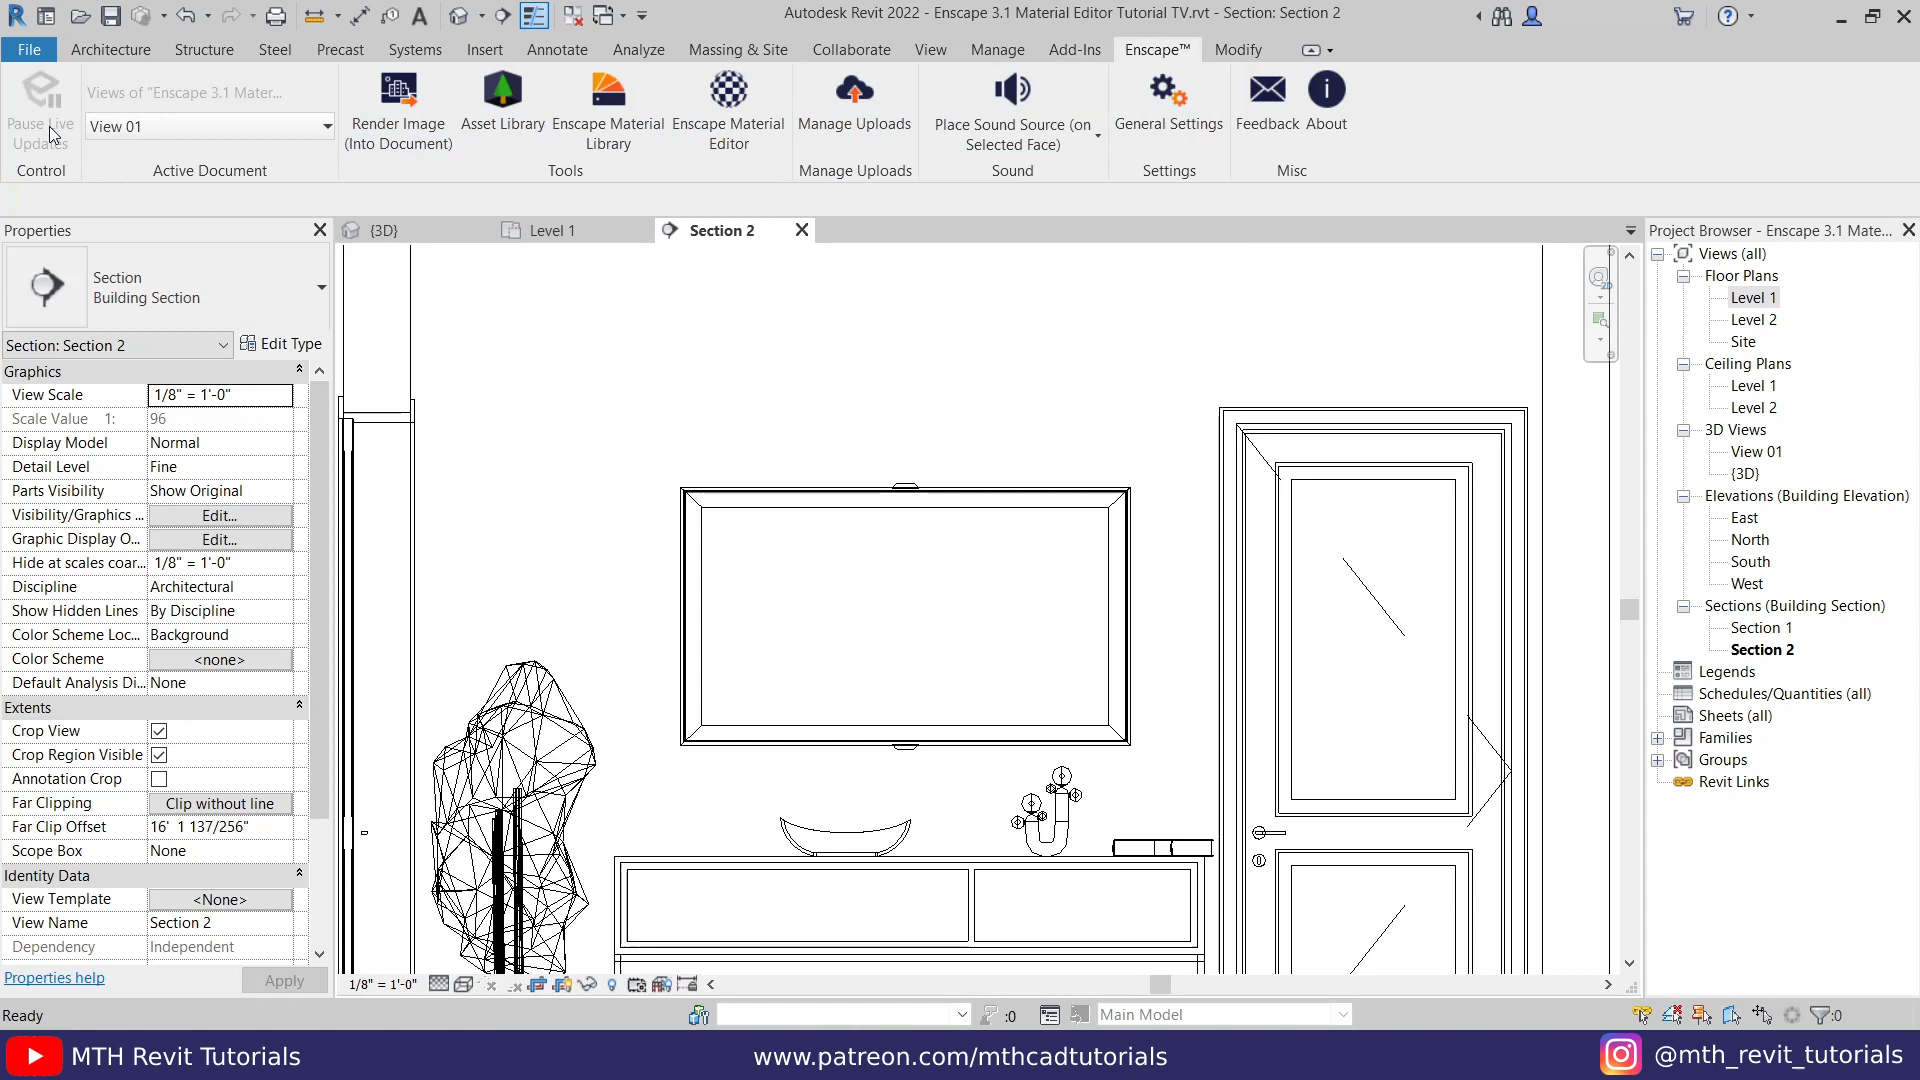 Autodesk Revit 2022 - Enscape 3.1 Material Editor Tutorial TV.rvt - Section: Section 2
File Architecture Structure Steel Precast Systems Insert Annotate Analyze Massing & Site Collaborate View Manage Add-Ins Enscape™ Modify
Pause Live Updates
Control
Views of "Enscape 3.1 Mater...
View 01
Active Document
Render Image (Into Document)
Asset Library
Enscape Material Library
Enscape Material Editor
Tools
Manage Uploads
Manage Uploads
Place Sound Source (on Selected Face)
Sound
General Settings
Settings
Feedback
About
Misc
Properties
{3D}
Level 1
Section 2
Project Browser - Enscape 3.1 Mate...
Section
Building Section
Section: Section 2
Edit Type
Graphics
View Scale 1/8" = 1'-0"
Scale Value 1: 96
Display Model Normal
Detail Level Fine
Parts Visibility Show Original
Visibility/Graphics ... Edit...
Graphic Display O... Edit...
Hide at scales coar... 1/8" = 1'-0"
Discipline Architectural
Show Hidden Lines By Discipline
Color Scheme Loc... Background
Color Scheme <none>
Default Analysis Di... None
Extents
Crop View
Crop Region Visible
Annotation Crop
Far Clipping Clip without line
Far Clip Offset 16' 1 137/256"
Scope Box None
Identity Data
View Template <None>
View Name Section 2
Dependency Independent
Properties help
Apply
1/8" = 1'-0"
Views (all)
Floor Plans
Level 1
Level 2
Site
Ceiling Plans
Level 1
Level 2
3D Views
View 01
{3D}
Elevations (Building Elevation)
East
North
South
West
Sections (Building Section)
Section 1
Section 2
Legends
Schedules/Quantities (all)
Sheets (all)
Families
Groups
Revit Links
Ready
:0
Main Model
:0
MTH Revit Tutorials
www.patreon.com/mthcadtutorials
@mth_revit_tutorials